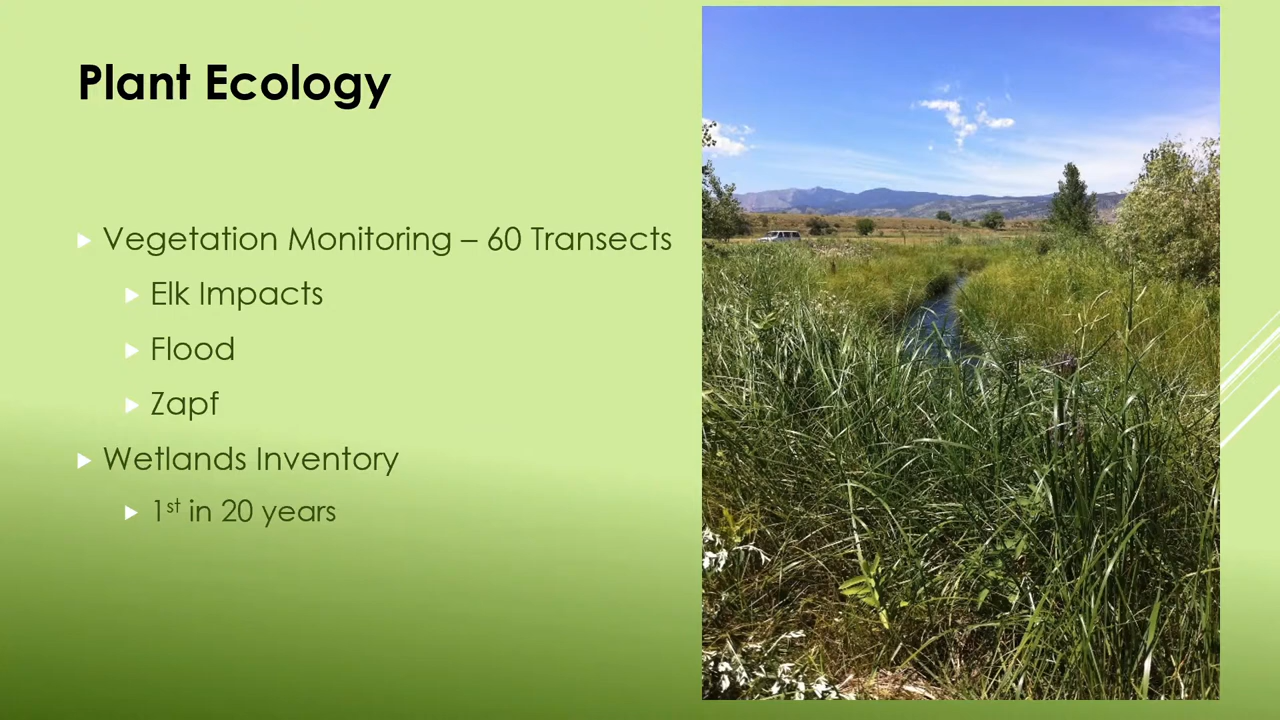 Plant Ecology
Vegetation Monitoring – 60 Transects
Elk Impacts
Flood
Zapf
Wetlands Inventory
1st in 20 years